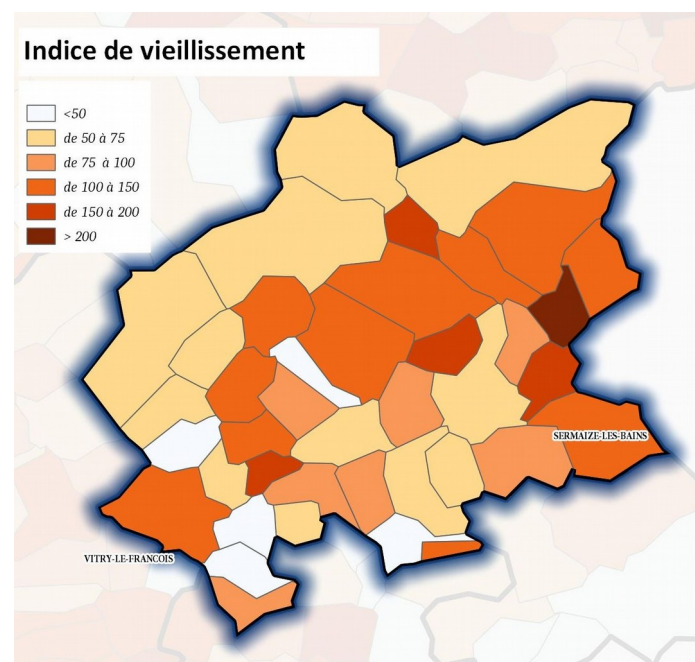 Indice de vieillissement
<50
de 50 à 75
de 75 à 100
de 100 à 150
de 150 à 200
> 200
SERMAIZE-LES-BAINS
VITRY-LE-FRANCOIS